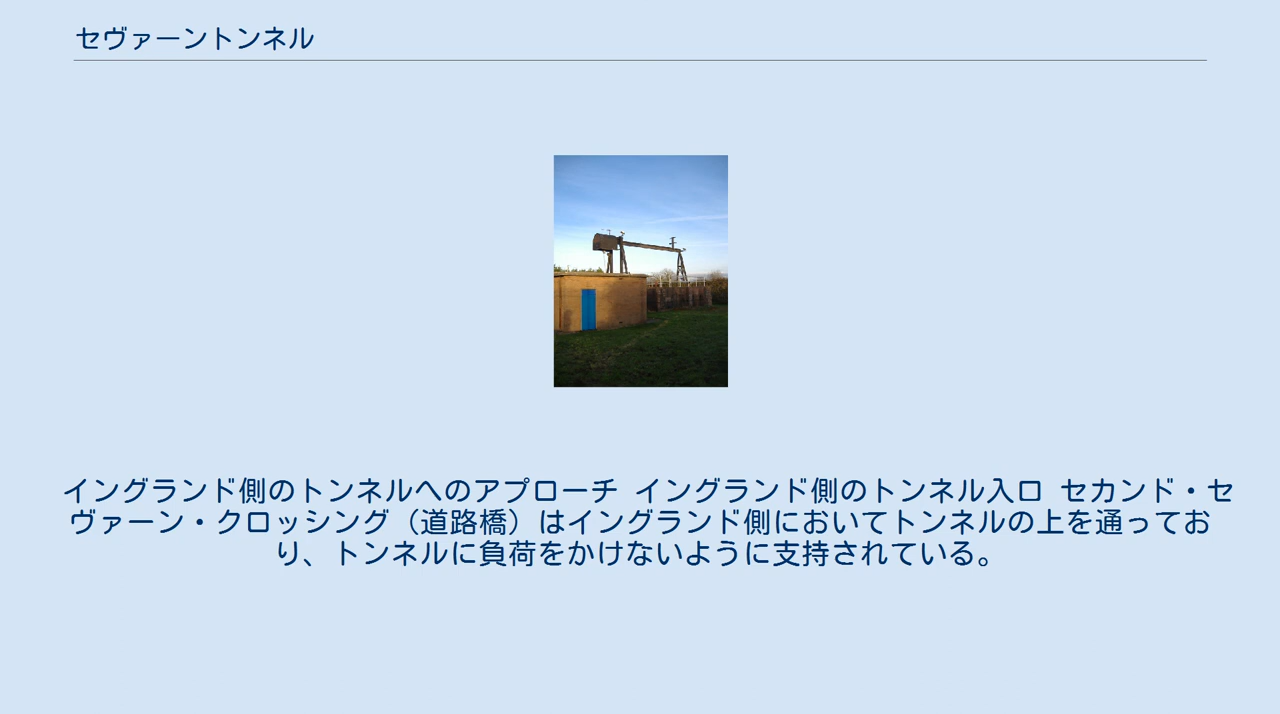 セヴァーントンネル
イングランド側のトンネルへのアプローチ イングランド側のトンネル入口 セカンド・セ
ヴァーン・クロッシング（道路橋）はイングランド側においてトンネルの上を通ってお
り、トンネルに負荷をかけないように支持されている。